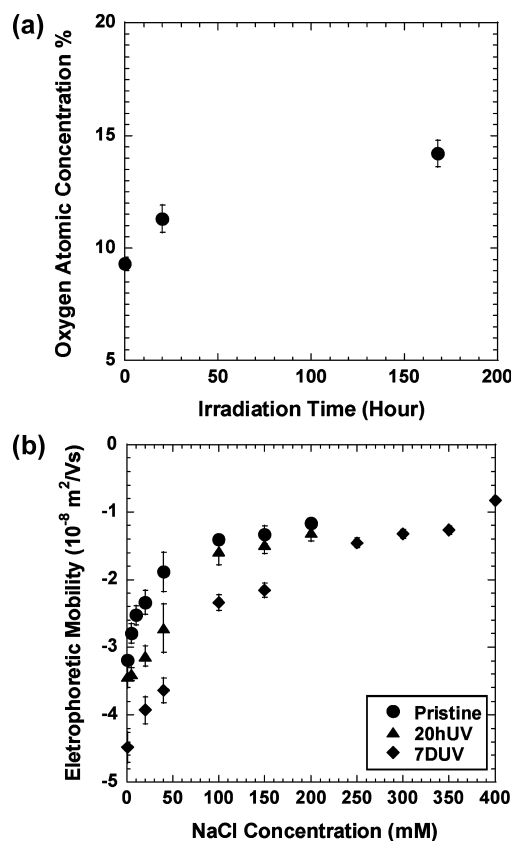 (a)
Oxygen Atomic Concentration %
20
15
10
5
0 50 100 150 200
Irradiation Time (Hour)
(b)
Eletrophoretic Mobility (10⁻⁸ m²/Vs)
0
-1
-2
-3
-4
-5
Pristine
20hUV
7DUV
0 50 100 150 200 250 300 350 400
NaCl Concentration (mM)